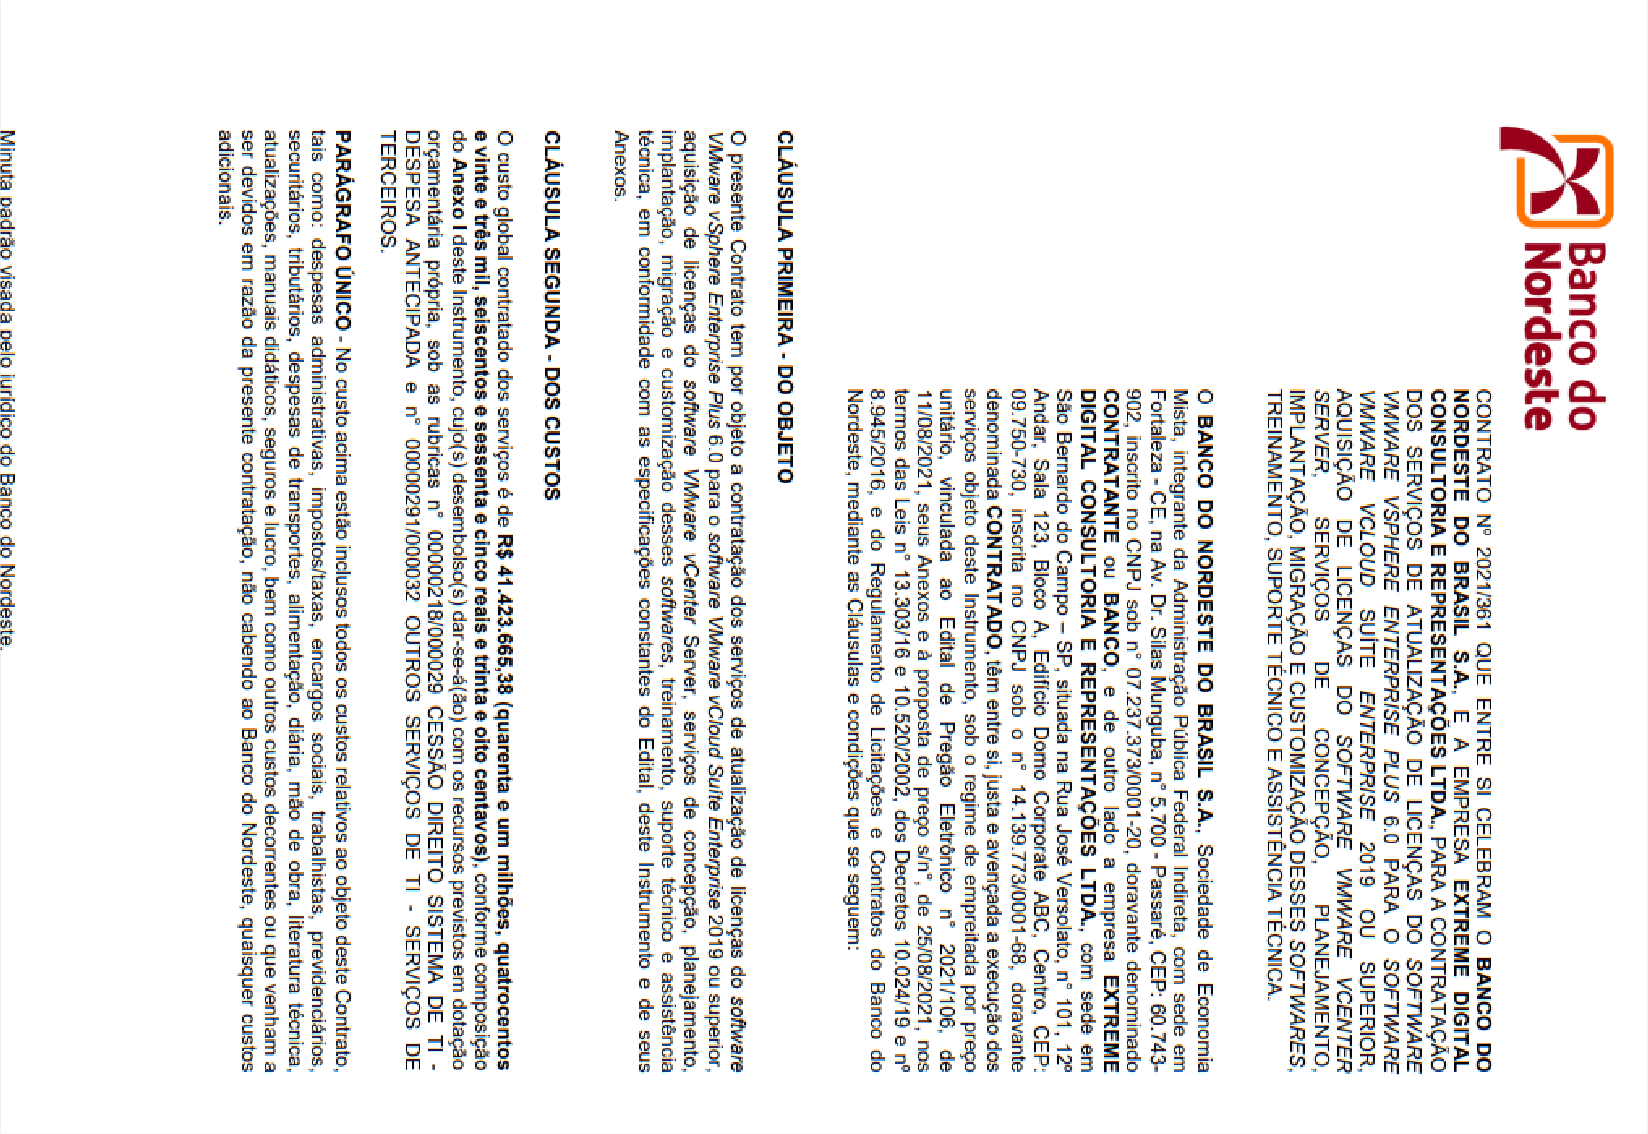 Banco do
Nordeste
CONTRATO Nº 2021/361 QUE ENTRE SI CELEBRAM O BANCO DO
NORDESTE DO BRASIL S.A., E A EMPRESA EXTREME DIGITAL
CONSULTORIA E REPRESENTAÇÕES LTDA., PARA A CONTRATAÇÃO
DOS SERVIÇOS DE ATUALIZAÇÃO DE LICENÇAS DO SOFTWARE
VMWARE VSPHERE ENTERPRISE PLUS 6.0 PARA O SOFTWARE
VMWARE VCLOUD SUÍTE ENTERPRISE 2019 OU SUPERIOR,
AQUISIÇÃO DE LICENÇAS DO SOFTWARE VMWARE VCENTER
SERVER, SERVIÇOS DE CONCEPÇÃO, PLANEJAMENTO,
IMPLANTAÇÃO, MIGRAÇÃO E CUSTOMIZAÇÃO DESSES SOFTWARES,
TREINAMENTO, SUPORTE TÉCNICO E ASSISTÊNCIA TÉCNICA.
O BANCO DO NORDESTE DO BRASIL S.A., Sociedade de Economia
Mista, integrante da Administração Pública Federal Indireta, com sede em
Fortaleza - CE, na Av. Dr. Silas Munguba, n° 5.700 - Passaré, CEP: 60.743-
902, inscrito no CNPJ sob n° 07.237.373/0001-20, doravante denominado
CONTRATANTE ou BANCO, e de outro lado a empresa EXTREME
DIGITAL CONSULTORIA E REPRESENTAÇÕES LTDA., com sede em
São Bernardo do Campo – SP, situada na Rua José Versolato, n° 101, 12º
Andar, Sala 123, Bloco A, Edifício Domo Corporate ABC, Centro, CEP:
09.750-730, inscrita no CNPJ sob o n° 14.139.773/0001-68, doravante
denominada CONTRATADO, têm entre si, justa e avençada a execução dos
serviços objeto deste Instrumento, sob o regime de empreitada por preço
unitário, vinculada ao Edital de Pregão Eletrônico n° 2021/106, de
11/08/2021, seus Anexos e à proposta de preço s/n°, de 25/08/2021, nos
termos das Leis n° 13.303/16 e 10.520/2002, dos Decretos 10.024/19 e nº
8.945/2016, e do Regulamento de Licitações e Contratos do Banco do
Nordeste, mediante as Cláusulas e condições que se seguem:
CLÁUSULA PRIMEIRA - DO OBJETO
O presente Contrato tem por objeto a contratação dos serviços de atualização de licenças do software
VMware vSphere Enterprise Plus 6.0 para o software VMware vCloud Suíte Enterprise 2019 ou superior,
aquisição de licenças do software VMware vCenter Server, serviços de concepção, planejamento,
implantação, migração e customização desses softwares, treinamento, suporte técnico e assistência
técnica, em conformidade com as especificações constantes do Edital, deste Instrumento e de seus
Anexos.
CLÁUSULA SEGUNDA - DOS CUSTOS
O custo global contratado dos serviços é de R$ 41.423.665,38 (quarenta e um milhões, quatrocentos
e vinte e três mil, seiscentos e sessenta e cinco reais e trinta e oito centavos), conforme composição
do Anexo I deste Instrumento, cujo(s) desembolso(s) dar-se-á(ão) com os recursos previstos em dotação
orçamentária própria, sob as rubricas n° 0000218/000029 CESSÃO DIREITO SISTEMA DE TI -
DESPESA ANTECIPADA e n° 0000291/000032 OUTROS SERVIÇOS DE TI - SERVIÇOS DE
TERCEIROS.
PARÁGRAFO ÚNICO - No custo acima estão inclusos todos os custos relativos ao objeto deste Contrato,
tais como: despesas administrativas, impostos/taxas, encargos sociais, trabalhistas, previdenciários,
securitários, tributários, despesas de transportes, alimentação, diária, mão de obra, literatura técnica,
atualizações, manuais didáticos, seguros e lucro, bem como outros custos decorrentes ou que venham a
ser devidos em razão da presente contratação, não cabendo ao Banco do Nordeste, quaisquer custos
adicionais.
Minuta padrão visada pelo jurídico do Banco do Nordeste.